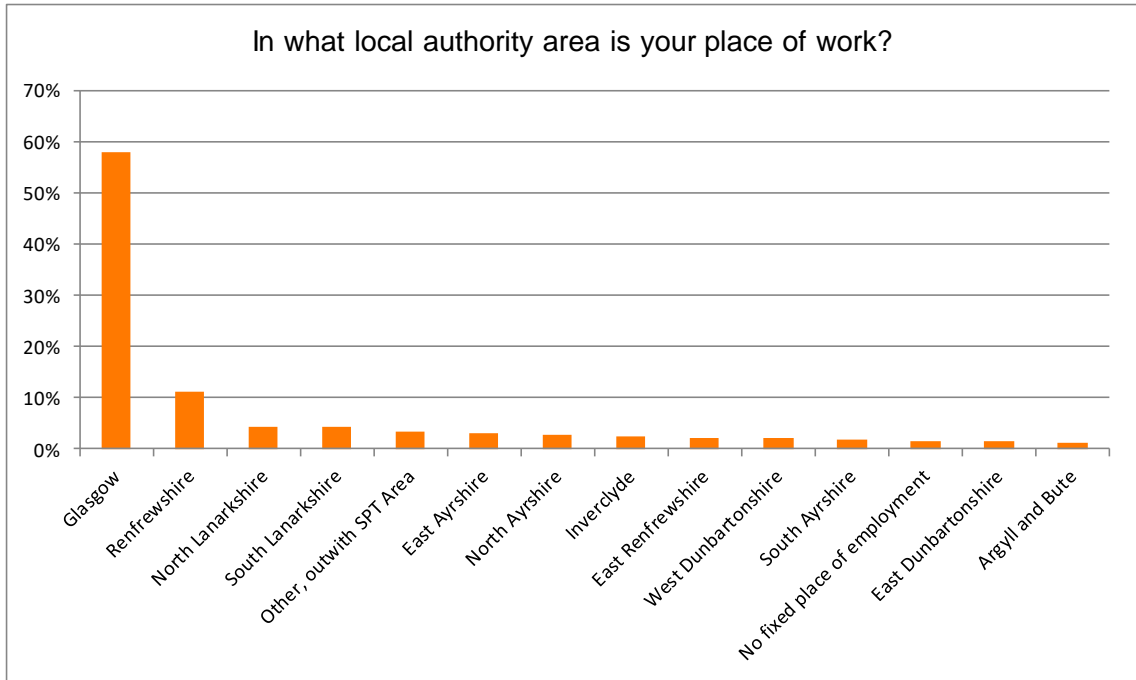 In what local authority area is your place of work?
70%
60%
50%
40%
30%
20%
10%
0%
Glasgow
Renfrewshire
North Lanarkshire
South Lanarkshire
Other, outwith SPT Area
East Ayrshire
North Ayrshire
Inverclyde
East Renfrewshire
West Dunbartonshire
South Ayrshire
No fixed place of employment
East Dunbartonshire
Argyll and Bute